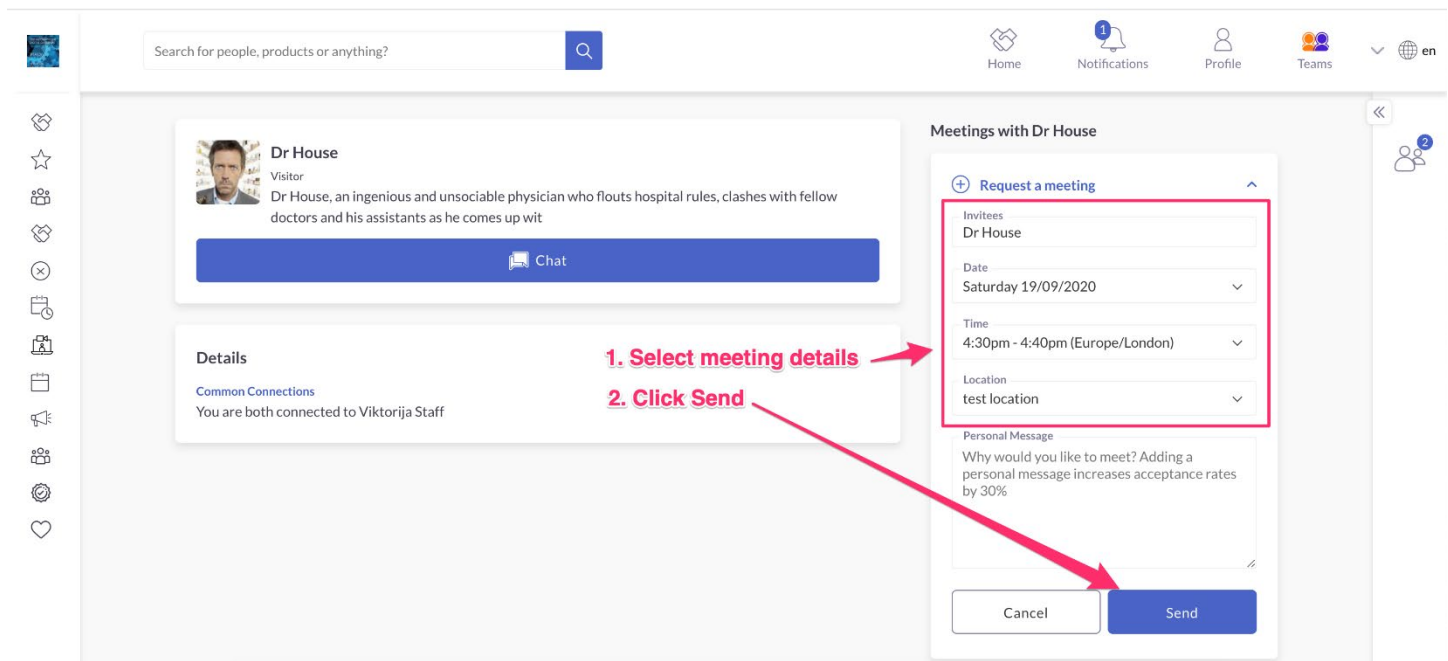 Search for people, products or anything?
1
Home
Notifications
Profile
Teams
en
Dr House
Visitor
Dr House, an ingenious and unsociable physician who flouts hospital rules, clashes with fellow
doctors and his assistants as he comes up wit
Chat
Details
Common Connections
You are both connected to Viktorija Staff
1. Select meeting details
2. Click Send
Meetings with Dr House
Request a meeting
Invitees
Dr House
Date
Saturday 19/09/2020
Time
4:30pm - 4:40pm (Europe/London)
Location
test location
Personal Message
Why would you like to meet? Adding a
personal message increases acceptance rates
by 30%
Cancel
Send
2